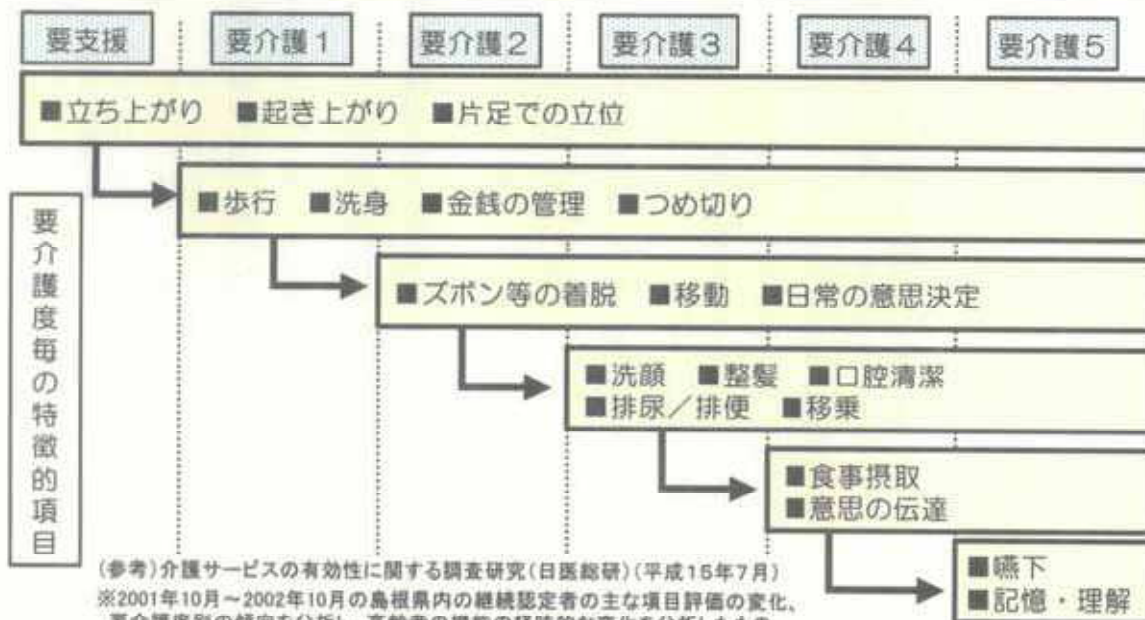 要支援 要介護1 要介護2 要介護3 要介護4 要介護5
■立ち上がり ■起き上がり ■片足での立位
■歩行 ■洗身 ■金銭の管理 ■つめ切り
■ズボン等の着脱 ■移動 ■日常の意思決定
■洗顔 ■整髪 ■口腔清潔
■排尿/排便 ■移乗
■食事摂取
■意思の伝達
■嚥下
■記憶・理解
要介護度毎の特徴的項目
(参考)介護サービスの有効性に関する調査研究(日医総研)(平成15年7月)
※2001年10月~2002年10月の島根県内の継続認定者の主な項目評価の変化、